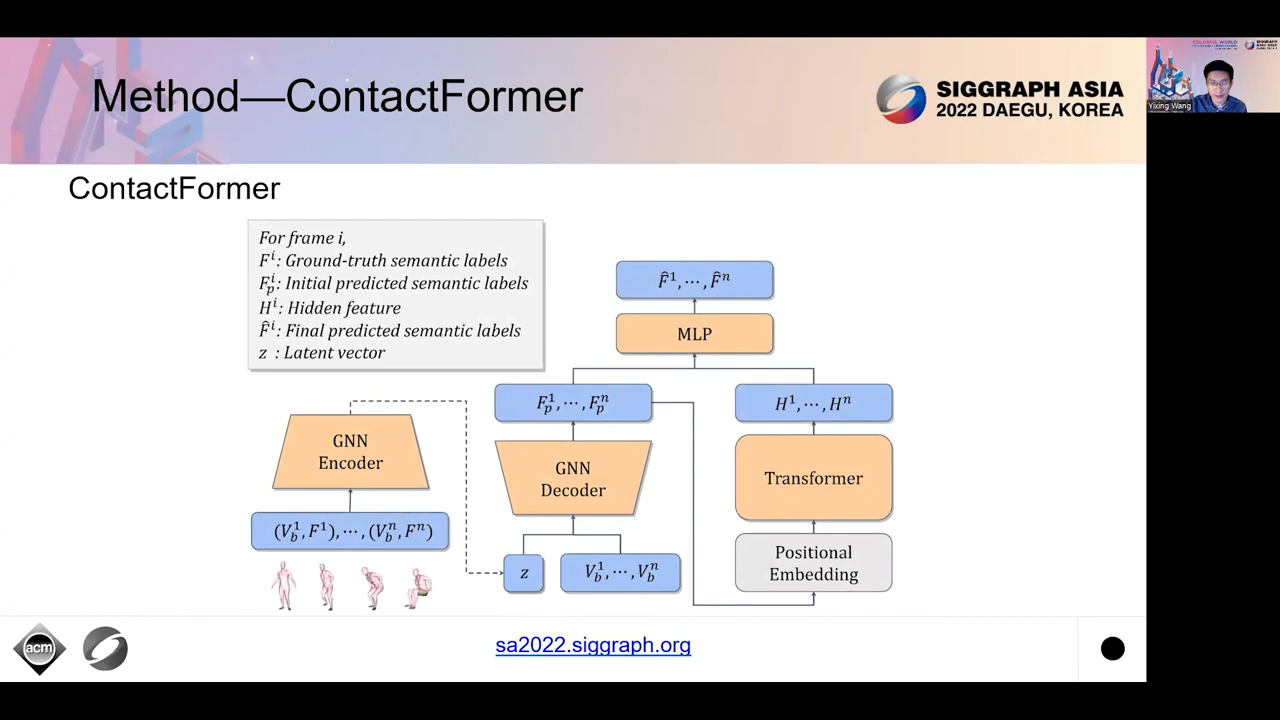 Method—ContactFormer
SIGGRAPH ASIA
2022 DAEGU, KOREA
Yixing Wang
ContactFormer
For frame i,
Fⁱ: Ground-truth semantic labels
Fₚⁱ: Initial predicted semantic labels
Hⁱ: Hidden feature
F̂ⁱ: Final predicted semantic labels
z : Latent vector
F̂¹, ⋯ , F̂ⁿ
MLP
Fₚ¹, ⋯ , Fₚⁿ
H¹, ⋯ , Hⁿ
GNN
Encoder
GNN
Decoder
Transformer
(V_b¹, F¹), ⋯ , (V_bⁿ, Fⁿ)
z
V_b¹, ⋯ , V_bⁿ
Positional
Embedding
acm
sa2022.siggraph.org